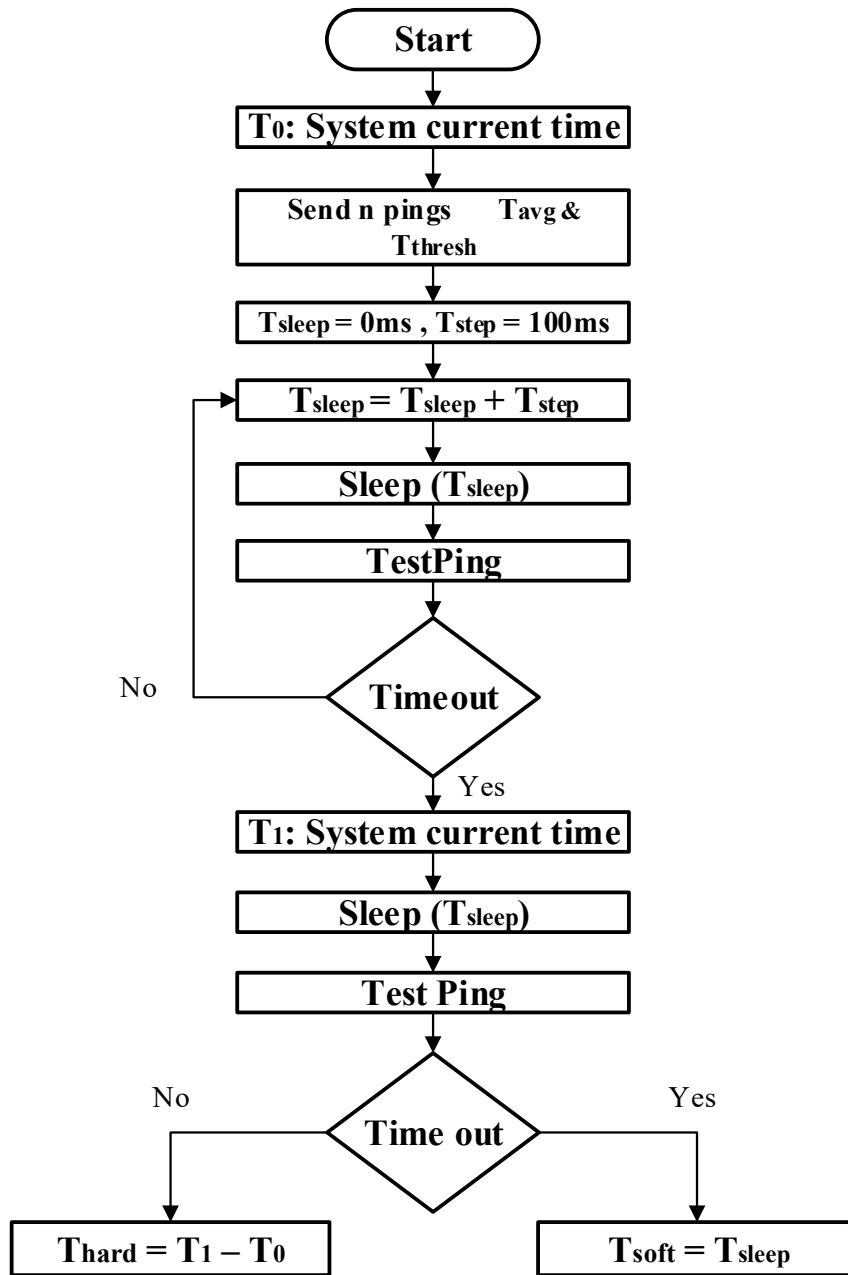 Start
T0: System current time
Send n pings Tavg &
Tthresh
Tsleep = 0ms , Tstep = 100ms
Tsleep = Tsleep + Tstep
Sleep (Tsleep)
TestPing
No
Timeout
Yes
T1: System current time
Sleep (Tsleep)
Test Ping
No
Yes
Time out
Thard = T1 – T0
Tsoft = Tsleep